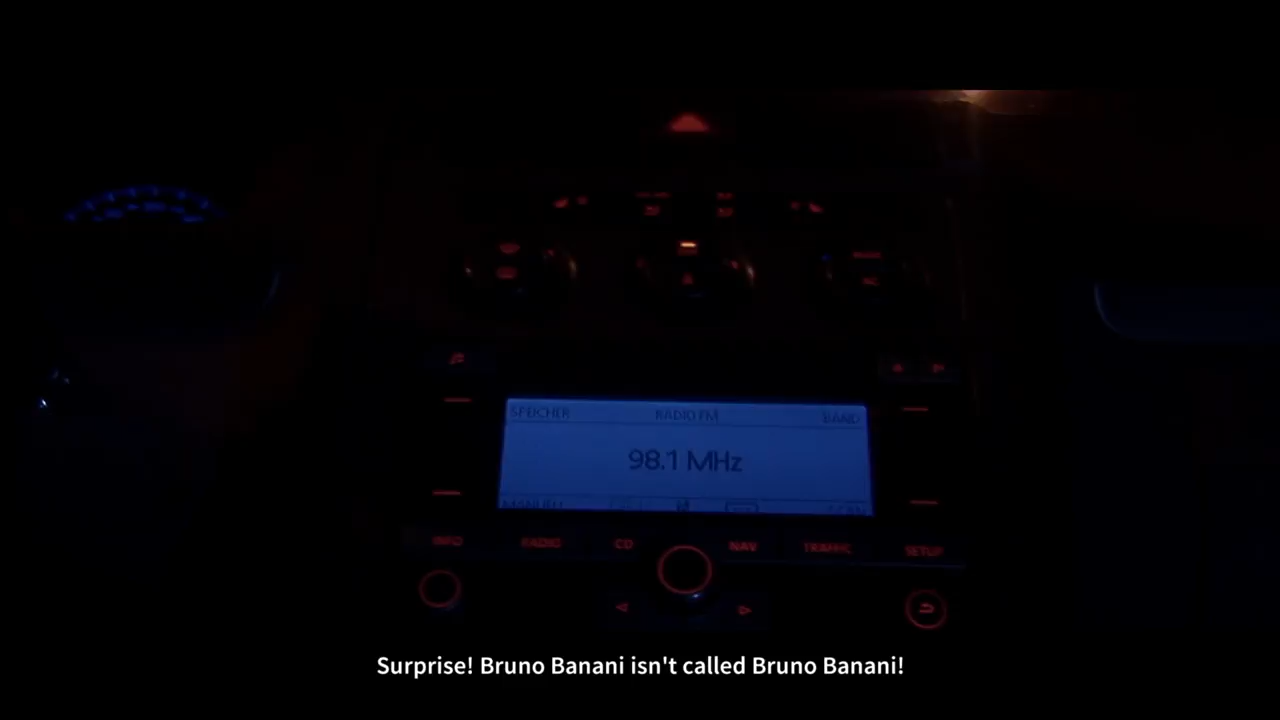 SPEICHER RADIO FM BAND
98.1 MHz
MANUELL
INFO RADIO CD NAV TRAFFIC SETUP
Surprise! Bruno Banani isn't called Bruno Banani!